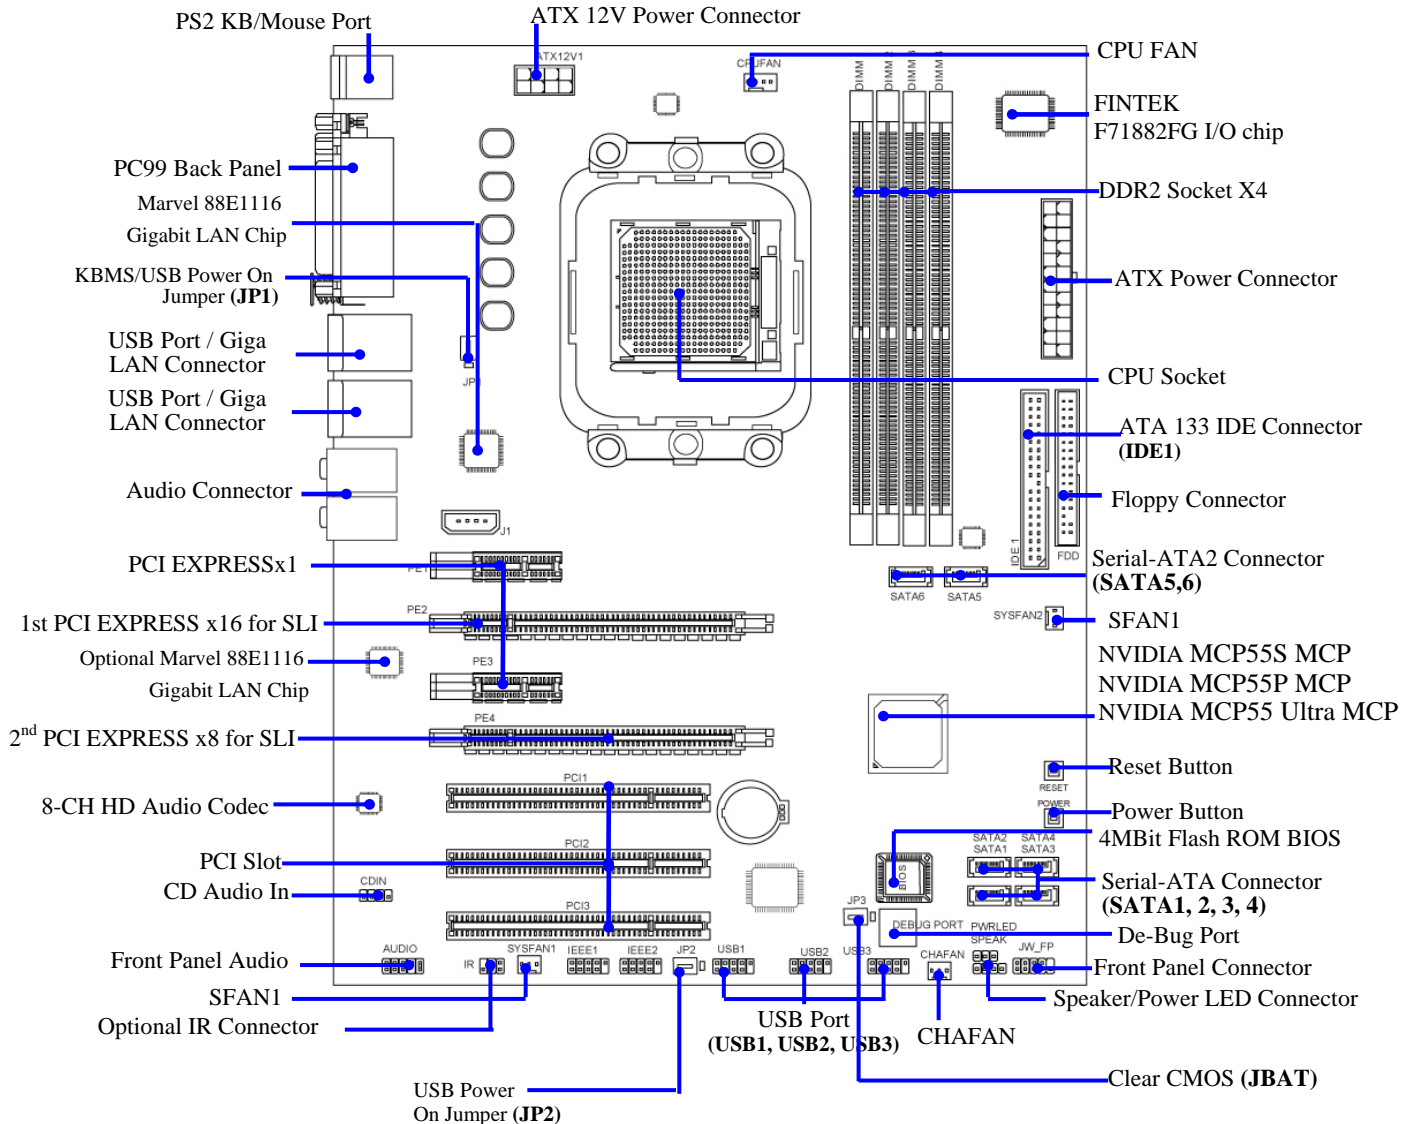 PS2 KB/Mouse Port
ATX 12V Power Connector
CPU FAN
ATX12V1
CPUFAN
DIMM
DIMM 2
DIMM 3
DIMM 4
FINTEK
F71882FG I/O chip
PC99 Back Panel
Marvel 88E1116
Gigabit LAN Chip
DDR2 Socket X4
KBMS/USB Power On
Jumper (JP1)
ATX Power Connector
USB Port / Giga
LAN Connector
JP1
CPU Socket
USB Port / Giga
LAN Connector
ATA 133 IDE Connector
(IDE1)
Audio Connector
Floppy Connector
J1
IDE 1
FDD
PCI EXPRESSx1
PE1
Serial-ATA2 Connector
(SATA5,6)
SATA6
SATA5
PE2
1st PCI EXPRESS x16 for SLI
SYSFAN2
SFAN1
Optional Marvel 88E1116
Gigabit LAN Chip
PE3
NVIDIA MCP55S MCP
NVIDIA MCP55P MCP
NVIDIA MCP55 Ultra MCP
PE4
2nd PCI EXPRESS x8 for SLI
PCI1
Reset Button
RESET
8-CH HD Audio Codec
POWER
Power Button
4MBit Flash ROM BIOS
PCI2
SATA2
SATA4
SATA1
SATA3
PCI Slot
BIOS
CD Audio In
CDIN
Serial-ATA Connector
(SATA1, 2, 3, 4)
PCI3
JP3
DEBUG PORT
PWRLED
SPEAK
De-Bug Port
AUDIO
IR
SYSFAN1
IEEE1
IEEE2
JP2
USB1
USB2
USB3
CHAFAN
JW_FP
Front Panel Audio
Front Panel Connector
SFAN1
Speaker/Power LED Connector
Optional IR Connector
USB Port
(USB1, USB2, USB3)
CHAFAN
Clear CMOS (JBAT)
USB Power
On Jumper (JP2)